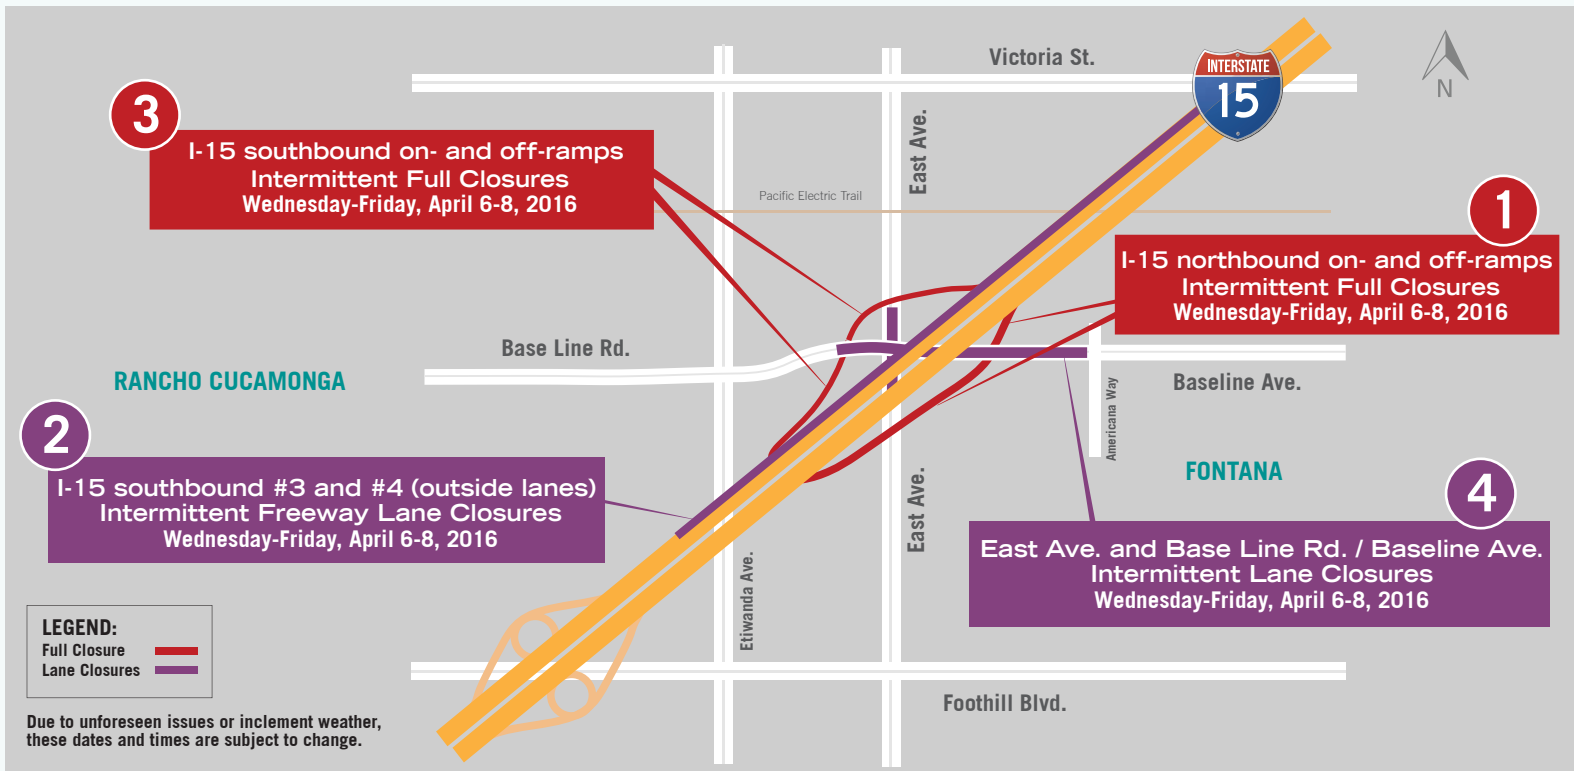 Victoria St.
INTERSTATE
15
N
3
I-15 southbound on- and off-ramps
Intermittent Full Closures
Wednesday-Friday, April 6-8, 2016
East Ave.
Pacific Electric Trail
1
I-15 northbound on- and off-ramps
Intermittent Full Closures
Wednesday-Friday, April 6-8, 2016
Base Line Rd.
RANCHO CUCAMONGA
Baseline Ave.
Americana Way
2
I-15 southbound #3 and #4 (outside lanes)
Intermittent Freeway Lane Closures
Wednesday-Friday, April 6-8, 2016
FONTANA
East Ave.
4
East Ave. and Base Line Rd. / Baseline Ave.
Intermittent Lane Closures
Wednesday-Friday, April 6-8, 2016
Etiwanda Ave.
LEGEND:
Full Closure
Lane Closures
Foothill Blvd.
Due to unforeseen issues or inclement weather,
these dates and times are subject to change.